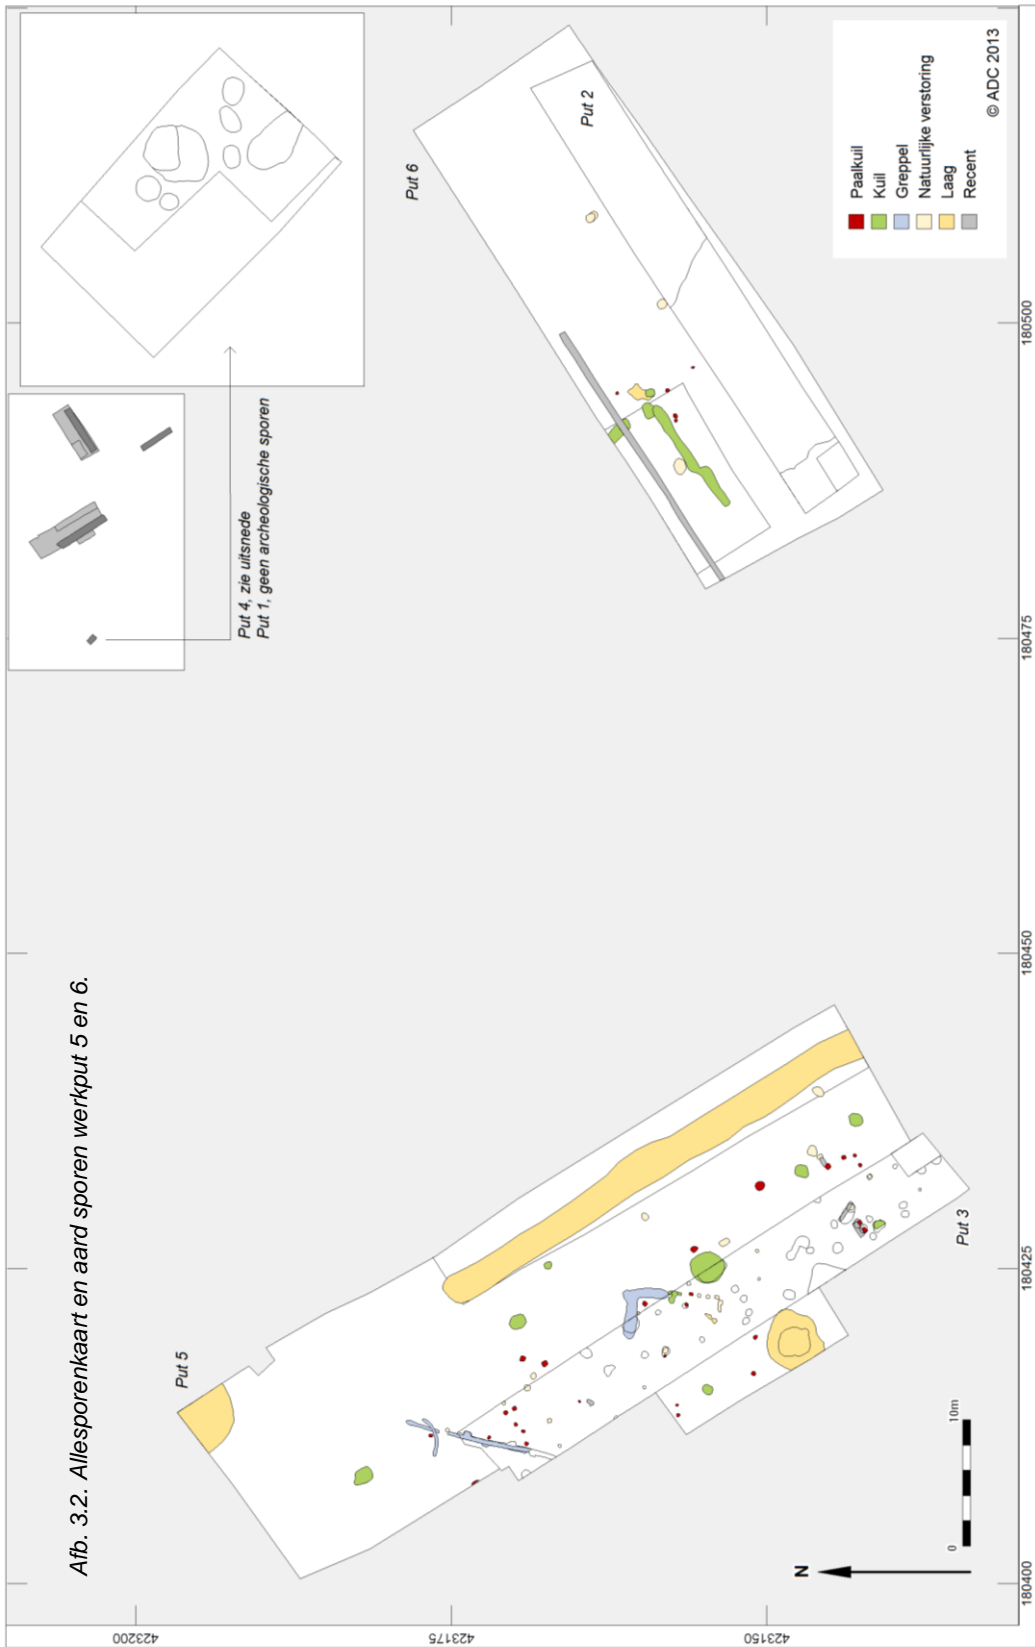 Afb. 3.2. Allesporenkaart en aard sporen werkput 5 en 6.
Put 4, zie uitsnede
Put 1, geen archeologische sporen
Put 5
Put 3
Put 6
Put 2
Paalkuil
Kuil
Greppel
Natuurlijke verstoring
Laag
Recent
© ADC 2013
N
0
10m
423200
423175
423150
180400
180425
180450
180475
180500